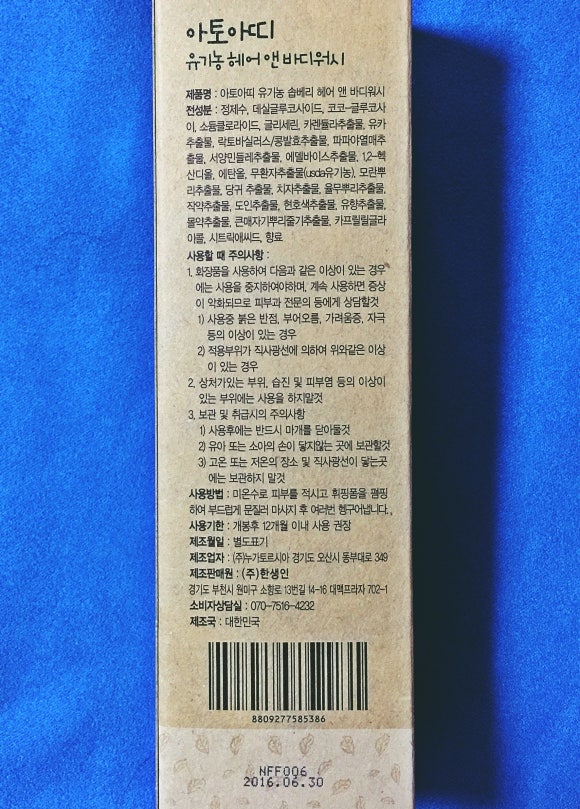 아토아띠
유기농 헤어 앤 바디워시
제품명 : 아토아띠 유기농 솝베리 헤어 앤 바디워시
전성분 : 정제수, 데실글루코사이드, 코코-글루코사
이, 소듐클로라이드, 글리세린, 카렌듈라추출물, 유카
추출물, 락토바실러스/콩발효추출물, 파파야열매추
출물, 서양민들레추출물, 에델바이스추출물, 1,2-헥
산디올, 에탄올, 무환자추출물(usda유기농), 모란뿌
리추출물, 당귀 추출물, 치자추출물, 율무뿌리추출물,
작약추출물, 도인추출물, 현호색추출물, 유향추출물,
몰약추출물, 큰매자기뿌리줄기추출물, 카프릴릴글라
이콜, 시트릭애씨드, 향료
사용할 때 주의사항 :
1. 화장품을 사용하여 다음과 같은 이상이 있는 경우
에는 사용을 중지하여야하며, 계속 사용하면 증상
이 악화되므로 피부과 전문의 등에게 상담할것
1) 사용중 붉은 반점, 부어오름, 가려움증, 자극
등의 이상이 있는 경우
2) 적용부위가 직사광선에 의하여 위와같은 이상
이 있는 경우
2. 상처가있는 부위, 습진 및 피부염 등의 이상이
있는 부위에는 사용을 하지말것
3. 보관 및 취급시의 주의사항
1) 사용후에는 반드시 마개를 닫아둘것
2) 유아 또는 소아의 손이 닿지않는 곳에 보관할것
3) 고온 또는 저온의 장소 및 직사광선이 닿는곳
에는 보관하지 말것
사용방법 : 미온수로 피부를 적시고 휘핑폼을 펌핑
하여 부드럽게 문질러 마사지 후 여러번 헹구어냅니다.
사용기한 : 개봉후 12개월 이내 사용 권장
제조월일 : 별도표기
제조업자 : (주)누가토르시아 경기도 오산시 동부대로 349
제조판매원 : (주)한생인
경기도 부천시 원미구 소향로 13번길 14-16 대맥프라자 702-1
소비자상담실 : 070-7516-4232
제조국 : 대한민국
8809277585386
NFF006
2016.06.30